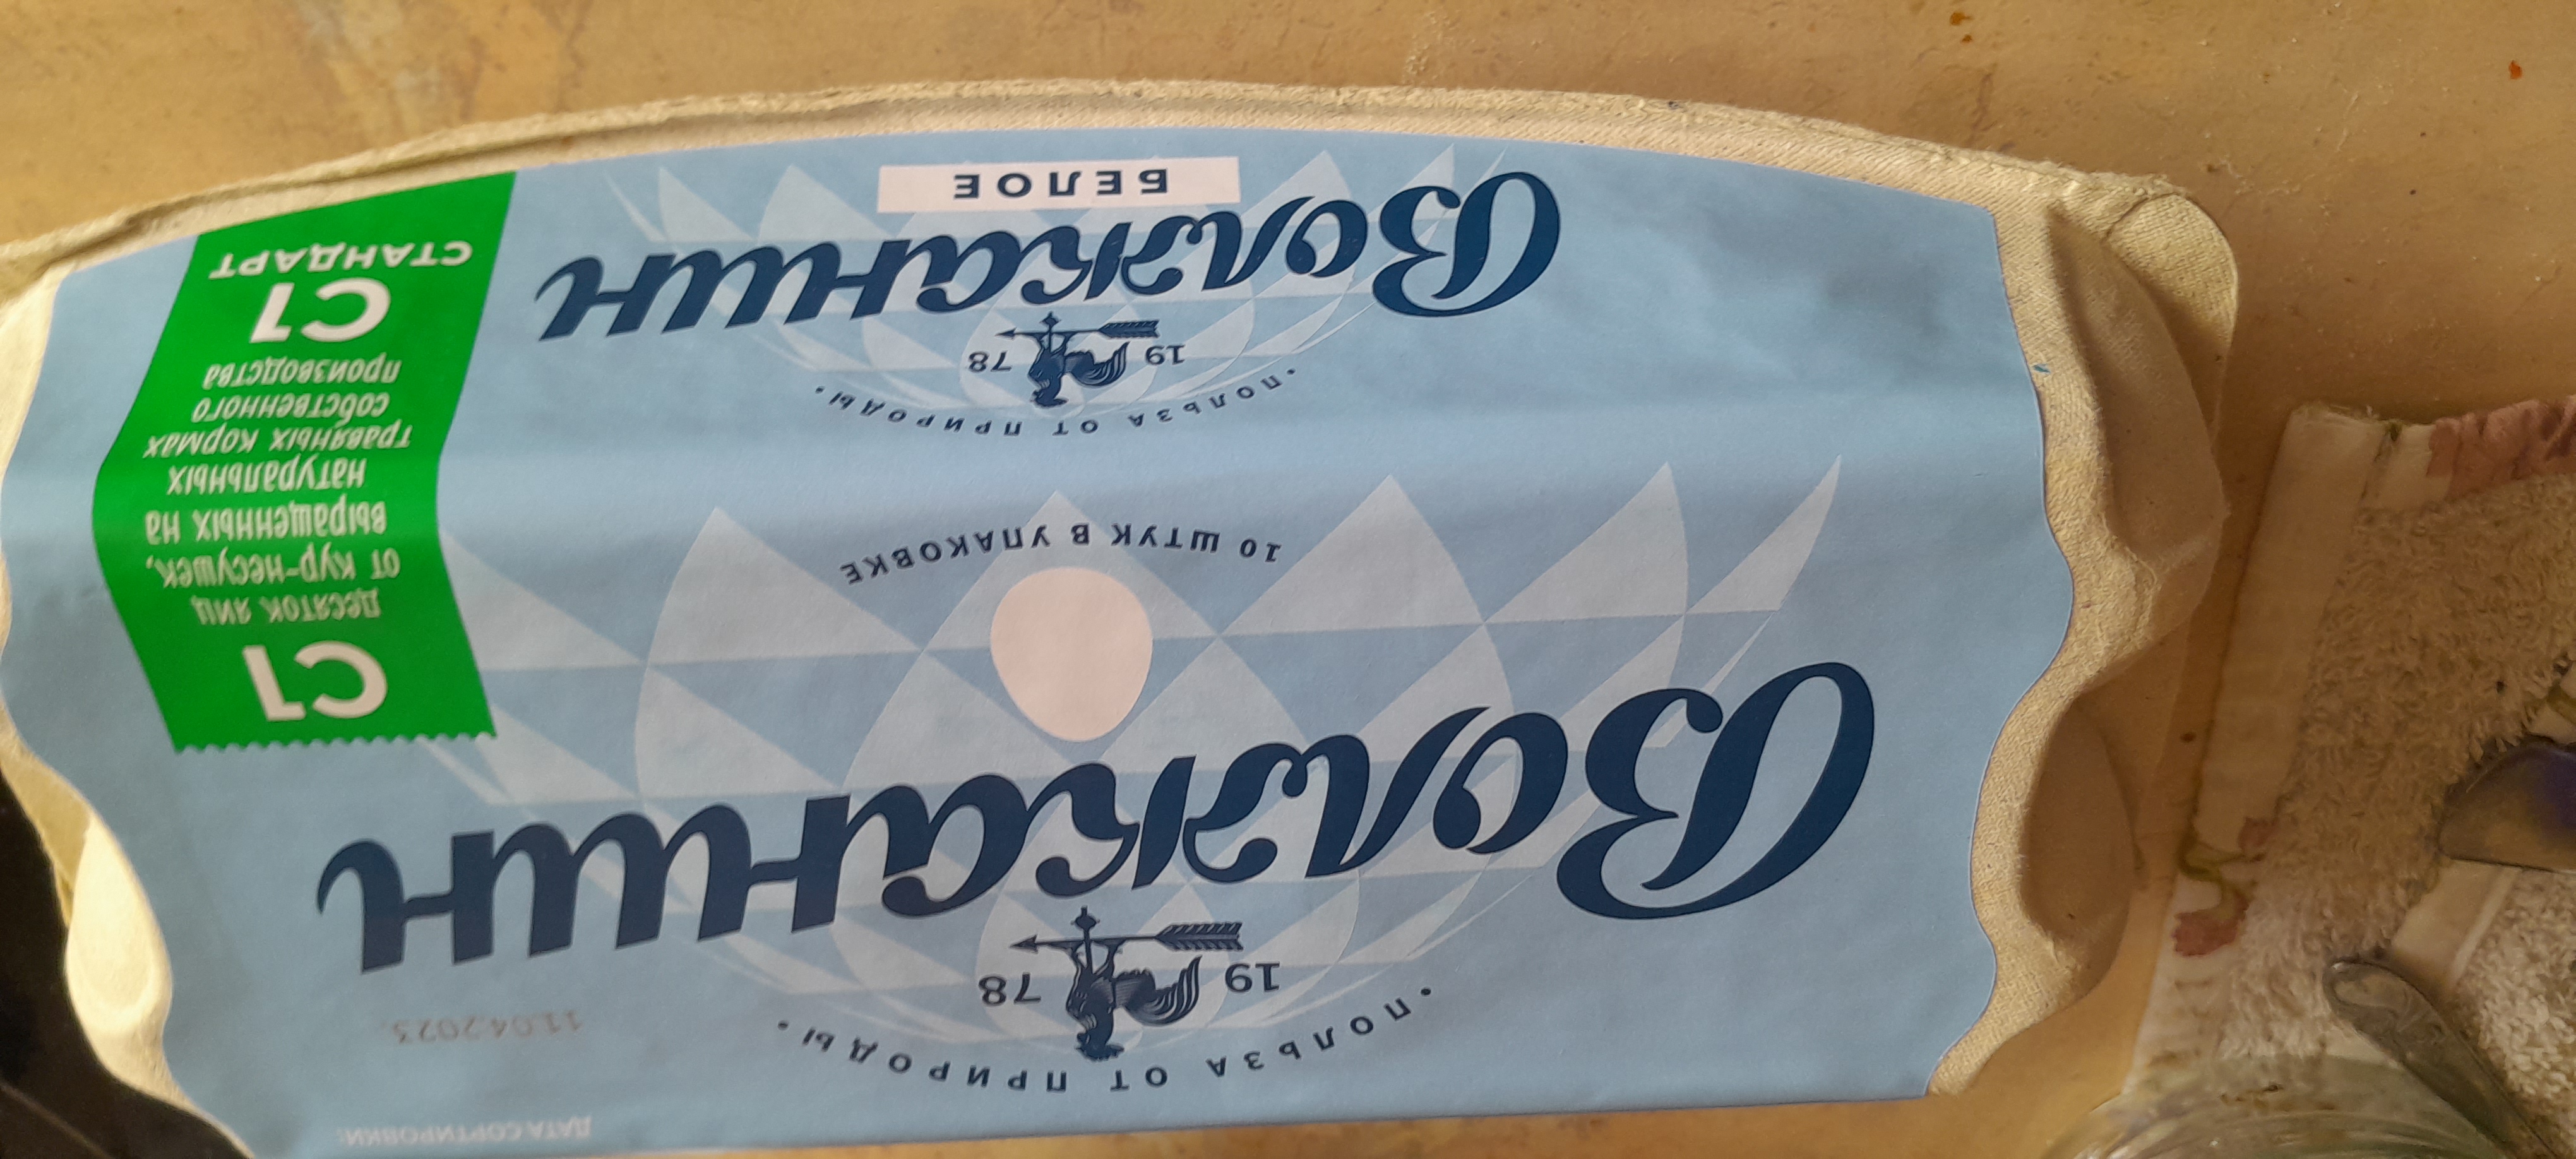 ДАТА СОРТИРОВКИ:
11.04.2023.
• ПОЛЬЗА ОТ ПРИРОДЫ •
19 78
Волжанин
10 ШТУК В УПАКОВКЕ
С1
десяток яиц
от кур-несушек,
выращенных на
натуральных
травяных кормах
собственного
производства
С1
СТАНДАРТ
• ПОЛЬЗА ОТ ПРИРОДЫ •
19 78
Волжанин
БЕЛОЕ